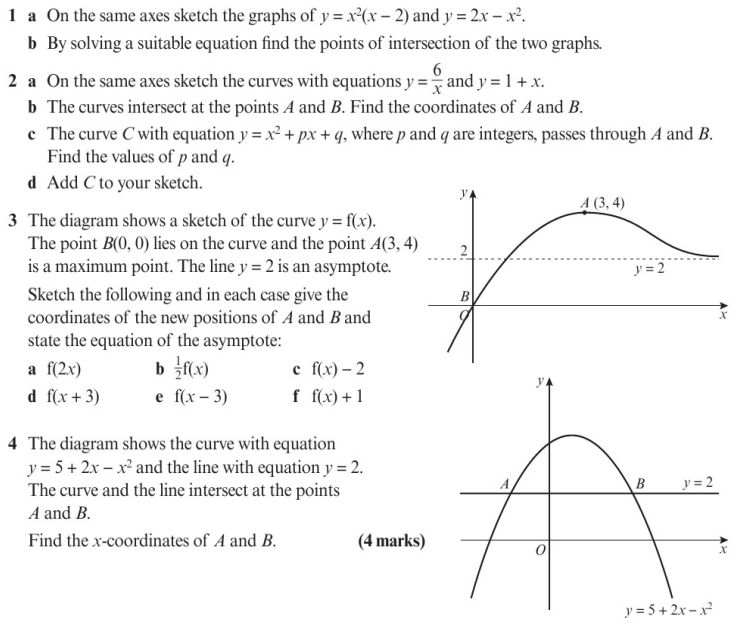 1 a On the same axes sketch the graphs of y = x²(x − 2) and y = 2x − x².
b By solving a suitable equation find the points of intersection of the two graphs.
2 a On the same axes sketch the curves with equations y = 6/x and y = 1 + x.
b The curves intersect at the points A and B. Find the coordinates of A and B.
c The curve C with equation y = x² + px + q, where p and q are integers, passes through A and B.
Find the values of p and q.
d Add C to your sketch.
3 The diagram shows a sketch of the curve y = f(x).
The point B(0, 0) lies on the curve and the point A(3, 4)
is a maximum point. The line y = 2 is an asymptote.
Sketch the following and in each case give the
coordinates of the new positions of A and B and
state the equation of the asymptote:
a f(2x) b ½f(x) c f(x) − 2
d f(x + 3) e f(x − 3) f f(x) + 1
y
A (3, 4)
2
y = 2
B
O
x
4 The diagram shows the curve with equation
y = 5 + 2x − x² and the line with equation y = 2.
The curve and the line intersect at the points
A and B.
Find the x-coordinates of A and B. (4 marks)
y
A
B
y = 2
O
x
y = 5 + 2x − x²